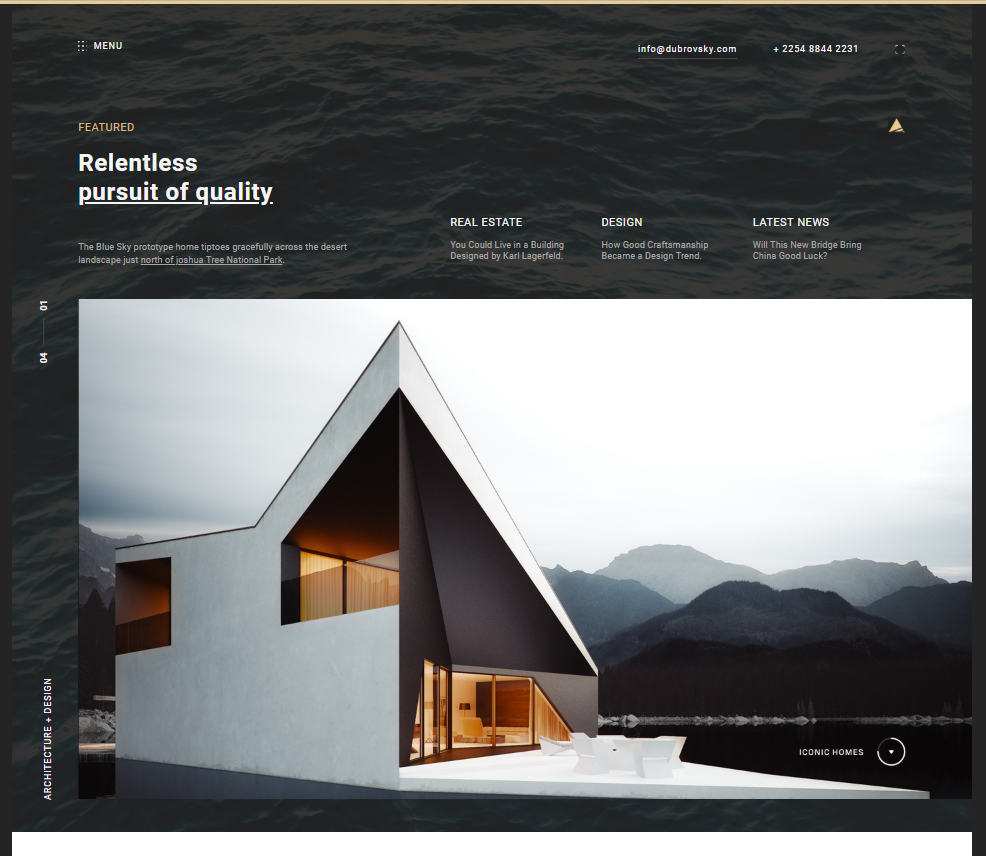 MENU
info@dubrovsky.com
+ 2254 8844 2231
FEATURED
Relentless
pursuit of quality
The Blue Sky prototype home tiptoes gracefully across the desert
landscape just north of joshua Tree National Park.
REAL ESTATE
You Could Live in a Building
Designed by Karl Lagerfeld.
DESIGN
How Good Craftsmanship
Became a Design Trend.
LATEST NEWS
Will This New Bridge Bring
China Good Luck?
01
04
ARCHITECTURE + DESIGN
ICONIC HOMES